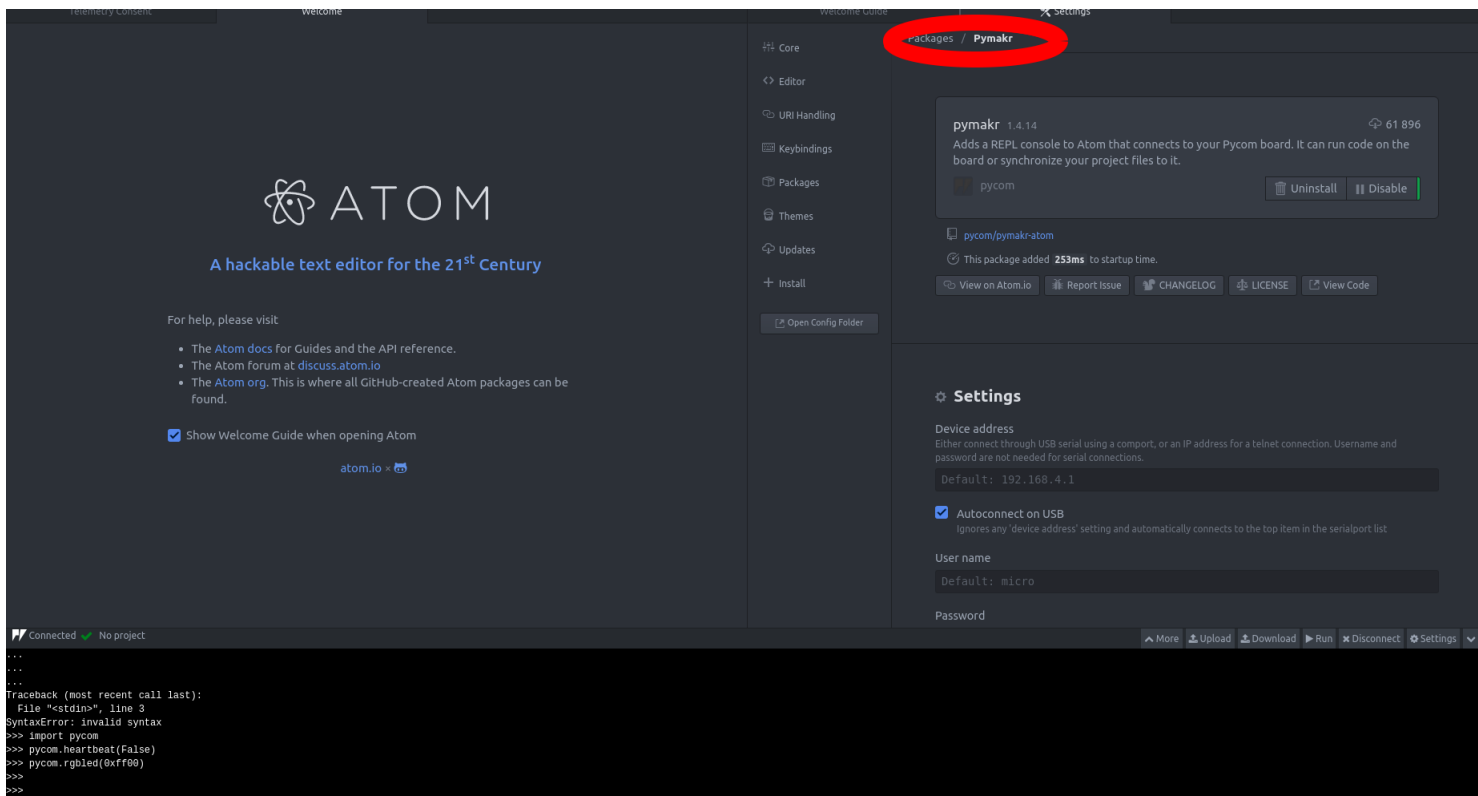 Telemetry Consent
Welcome
Welcome Guide
Settings
Core
Editor
URI Handling
Keybindings
Packages
Themes
Updates
Install
Open Config Folder
ATOM
A hackable text editor for the 21st Century
For help, please visit
• The Atom docs for Guides and the API reference.
• The Atom forum at discuss.atom.io
• The Atom org. This is where all GitHub-created Atom packages can be
found.
Show Welcome Guide when opening Atom
atom.io ×
Packages / Pymakr
pymakr 1.4.14
61 896
Adds a REPL console to Atom that connects to your Pycom board. It can run code on the
board or synchronize your project files to it.
pycom
Uninstall
Disable
pycom/pymakr-atom
This package added 253ms to startup time.
View on Atom.io
Report Issue
CHANGELOG
LICENSE
View Code
Settings
Device address
Either connect through USB serial using a comport, or an IP address for a telnet connection. Username and
password are not needed for serial connections.
Default: 192.168.4.1
Autoconnect on USB
Ignores any 'device address' setting and automatically connects to the top item in the serialport list
User name
Default: micro
Password
Connected ✓ No project
More
Upload
Download
Run
Disconnect
Settings
...
...
...
Traceback (most recent call last):
File "<stdin>", line 3
SyntaxError: invalid syntax
>>> import pycom
>>> pycom.heartbeat(False)
>>> pycom.rgbled(0xff00)
>>>
>>>